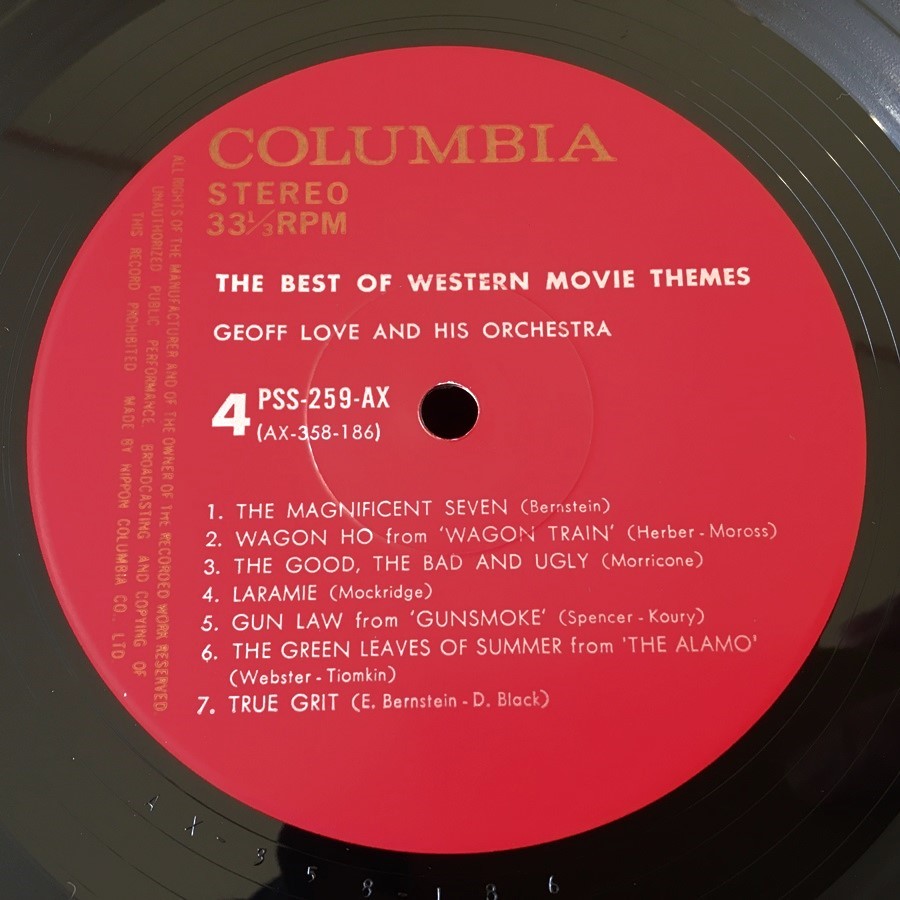 COLUMBIA
STEREO
33⅓ RPM
THE BEST OF WESTERN MOVIE THEMES
GEOFF LOVE AND HIS ORCHESTRA
4 PSS-259-AX
(AX-358-186)
1. THE MAGNIFICENT SEVEN (Bernstein)
2. WAGON HO from 'WAGON TRAIN' (Herber - Moross)
3. THE GOOD, THE BAD AND UGLY (Morricone)
4. LARAMIE (Mockridge)
5. GUN LAW from 'GUNSMOKE' (Spencer - Koury)
6. THE GREEN LEAVES OF SUMMER from 'THE ALAMO'
(Webster - Tiomkin)
7. TRUE GRIT (E. Bernstein - D. Black)
ALL RIGHTS OF THE MANUFACTURER AND OF THE OWNER OF THE RECORDED WORK RESERVED
UNAUTHORIZED PUBLIC PERFORMANCE. BROADCASTING AND COPYING OF
THIS RECORD PROHIBITED MADE BY NIPPON COLUMBIA CO., LTD
AX-358-186